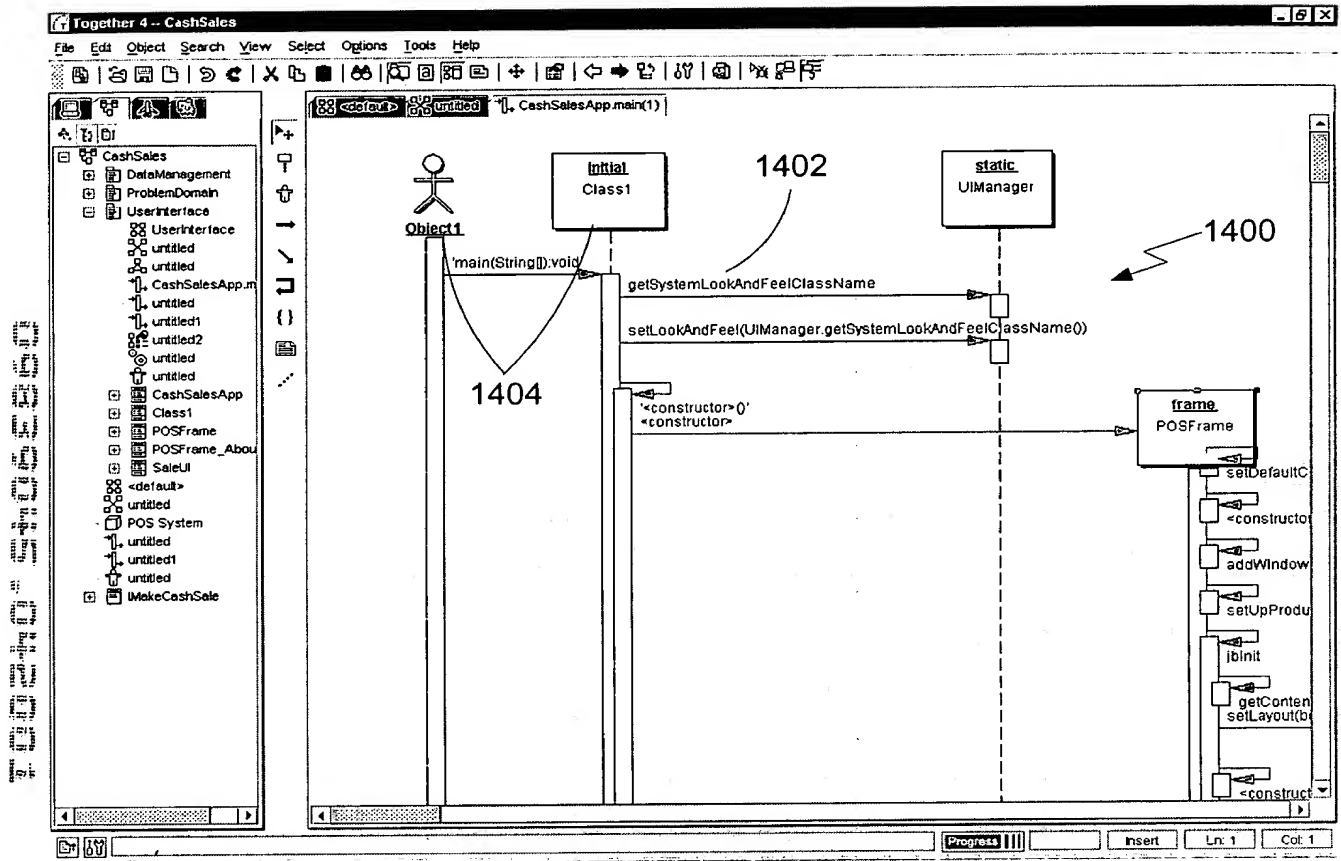 Together 4 -- CashSales
File Edit Object Search View Select Options Tools Help
<default> untitled CashSalesApp.main(1)
CashSales
DataManagement
ProblemDomain
UserInterface
UserInterface
untitled
untitled
CashSalesApp.m
untitled
untitled1
untitled2
untitled
untitled
CashSalesApp
Class1
POSFrame
POSFrame_Abou
SaleUI
<default>
untitled
POS System
untitled
untitled1
untitled
IMakeCashSale
Object1
initial
Class1
1402
static
UIManager
1400
'main(String[]):void
getSystemLookAndFeelClassName
setLookAndFeel(UIManager.getSystemLookAndFeelClassName())
1404
'<constructor>()'
<constructor>
frame
POSFrame
setDefaultC
<constructor
addWindow
setUpProdu
jbInit
getConten
setLayout(b
<construct
Progress
Insert
Ln: 1
Col: 1